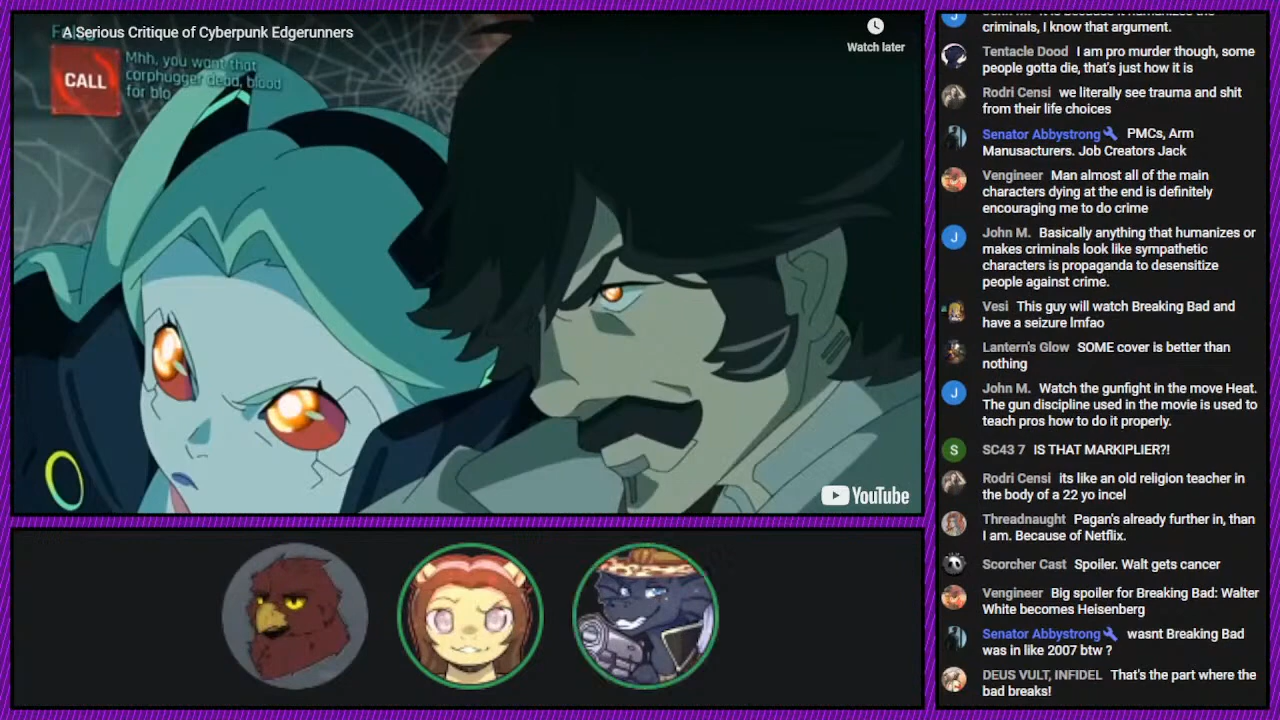 A Serious Critique of Cyberpunk Edgerunners
Watch later
CALL
Mhh, you want that
corphugger dead, blood
for blo
YouTube
criminals, I know that argument.
Tentacle Dood I am pro murder though, some
people gotta die, that's just how it is
Rodri Censi we literally see trauma and shit
from their life choices
Senator Abbystrong PMCs, Arm
Manusacturers. Job Creators Jack
Vengineer Man almost all of the main
characters dying at the end is definitely
encouraging me to do crime
J John M. Basically anything that humanizes or
makes criminals look like sympathetic
characters is propaganda to desensitize
people against crime.
Vesi This guy will watch Breaking Bad and
have a seizure lmfao
Lantern's Glow SOME cover is better than
nothing
J John M. Watch the gunfight in the move Heat.
The gun discipline used in the movie is used to
teach pros how to do it properly.
S SC43 7 IS THAT MARKIPLIER?!
Rodri Censi its like an old religion teacher in
the body of a 22 yo incel
Threadnaught Pagan's already further in, than
I am. Because of Netflix.
Scorcher Cast Spoiler. Walt gets cancer
Vengineer Big spoiler for Breaking Bad: Walter
White becomes Heisenberg
Senator Abbystrong wasnt Breaking Bad
was in like 2007 btw ?
DEUS VULT, INFIDEL That's the part where the
bad breaks!